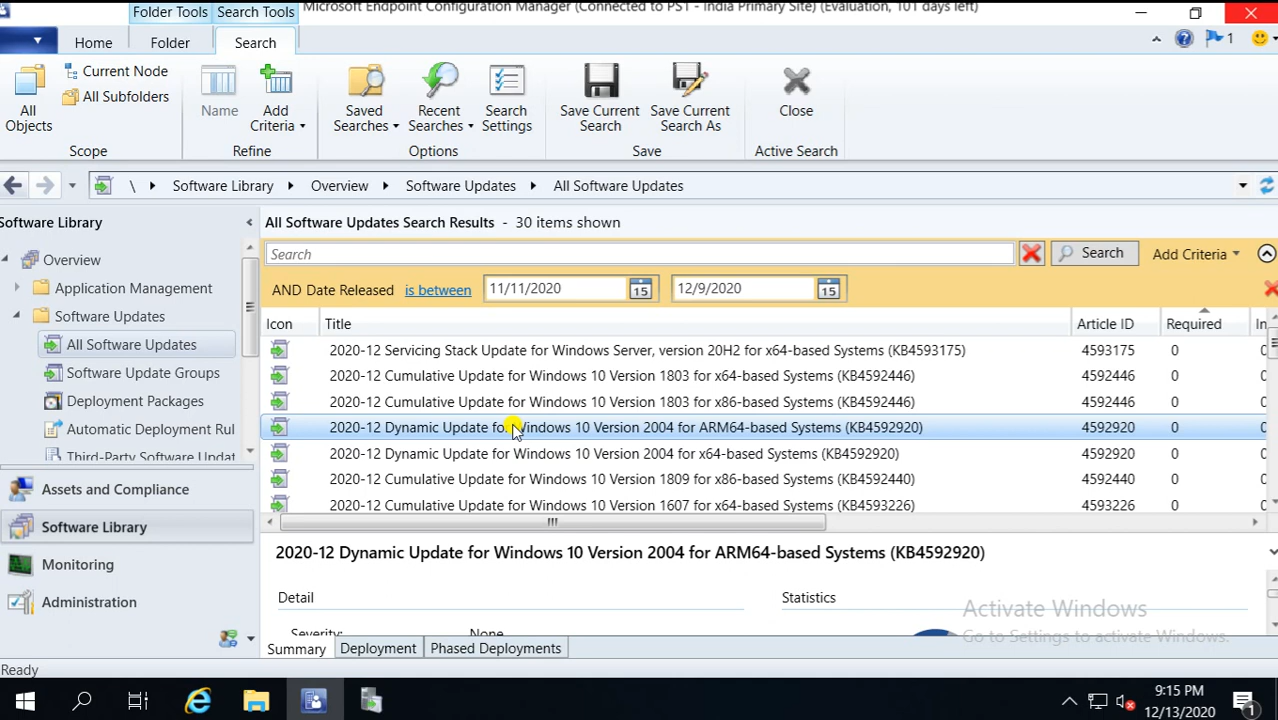 Folder Tools Search Tools Microsoft Endpoint Configuration Manager (Connected to PS1 - India Primary Site) (Evaluation, 101 days left)
Home Folder Search 1
All Objects
Current Node
All Subfolders
Name
Add Criteria
Saved Searches
Recent Searches
Search Settings
Save Current Search
Save Current Search As
Close
Scope Refine Options Save Active Search
\ Software Library Overview Software Updates All Software Updates
Software Library
Overview
Application Management
Software Updates
All Software Updates
Software Update Groups
Deployment Packages
Automatic Deployment Rul
Third-Party Software Updat
Assets and Compliance
Software Library
Monitoring
Administration
All Software Updates Search Results - 30 items shown
Search Search Add Criteria
AND Date Released is between 11/11/2020 15 12/9/2020 15
Icon Title Article ID Required In
2020-12 Servicing Stack Update for Windows Server, version 20H2 for x64-based Systems (KB4593175) 4593175 0 0
2020-12 Cumulative Update for Windows 10 Version 1803 for x64-based Systems (KB4592446) 4592446 0 0
2020-12 Cumulative Update for Windows 10 Version 1803 for x86-based Systems (KB4592446) 4592446 0 0
2020-12 Dynamic Update for Windows 10 Version 2004 for ARM64-based Systems (KB4592920) 4592920 0 0
2020-12 Dynamic Update for Windows 10 Version 2004 for x64-based Systems (KB4592920) 4592920 0 0
2020-12 Cumulative Update for Windows 10 Version 1809 for x86-based Systems (KB4592440) 4592440 0 0
2020-12 Cumulative Update for Windows 10 Version 1607 for x64-based Systems (KB4593226) 4593226 0 0
2020-12 Dynamic Update for Windows 10 Version 2004 for ARM64-based Systems (KB4592920)
Detail Statistics
Severity: None
Activate Windows
Go to Settings to activate Windows.
Summary Deployment Phased Deployments
Ready
9:15 PM
12/13/2020
1